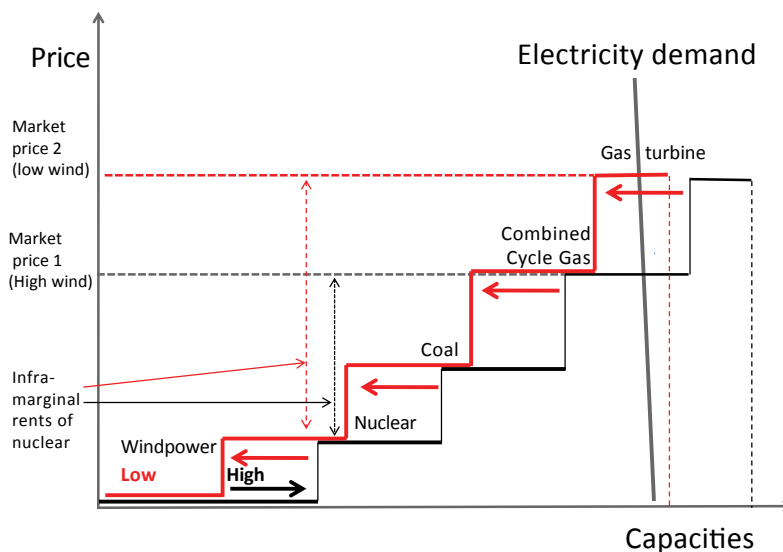 Price
Electricity demand
Market
price 2
(low wind)
Gas turbine
Market
price 1
(High wind)
Combined
Cycle Gas
Coal
Infra-
marginal
rents of
nuclear
Nuclear
Windpower
Low
High
Capacities